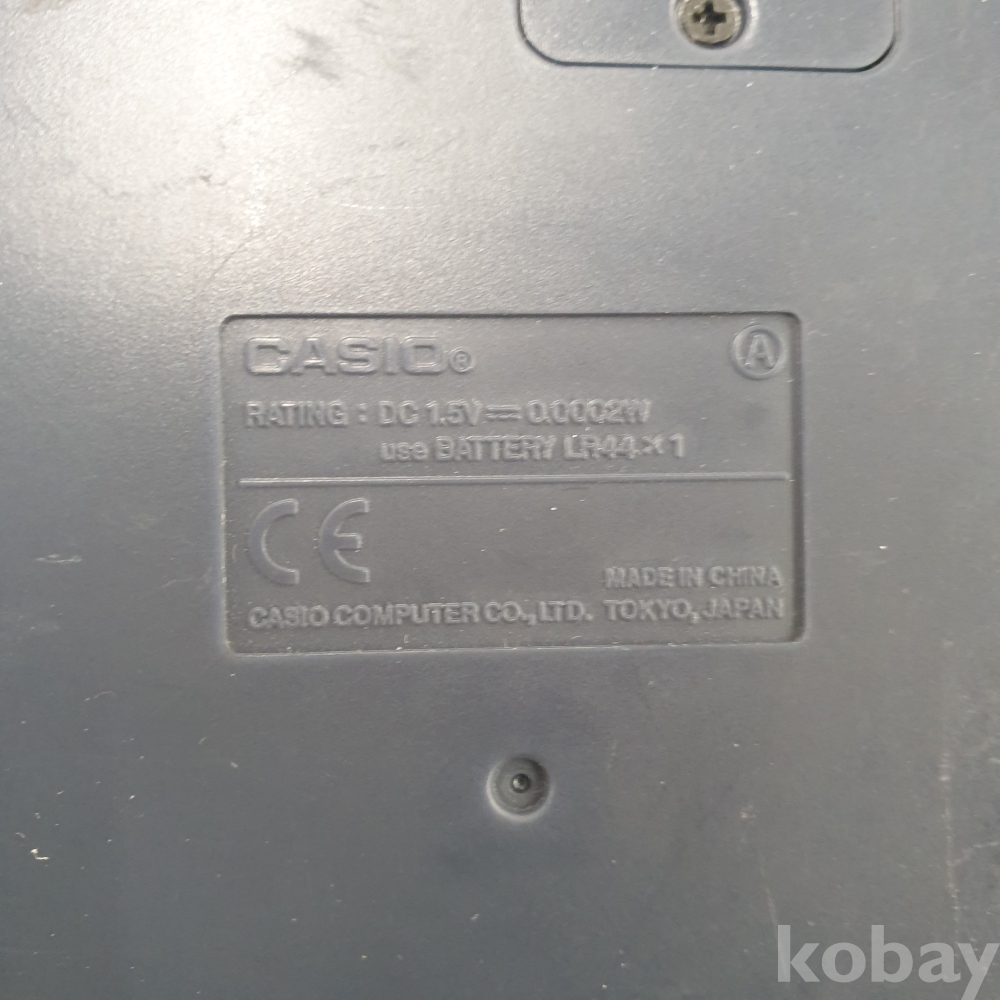 CASIO® Ⓐ
RATING : DC 1.5V⎓0.0002W
use BATTERY LR44×1
CE
MADE IN CHINA
CASIO COMPUTER CO., LTD. TOKYO, JAPAN
kobay